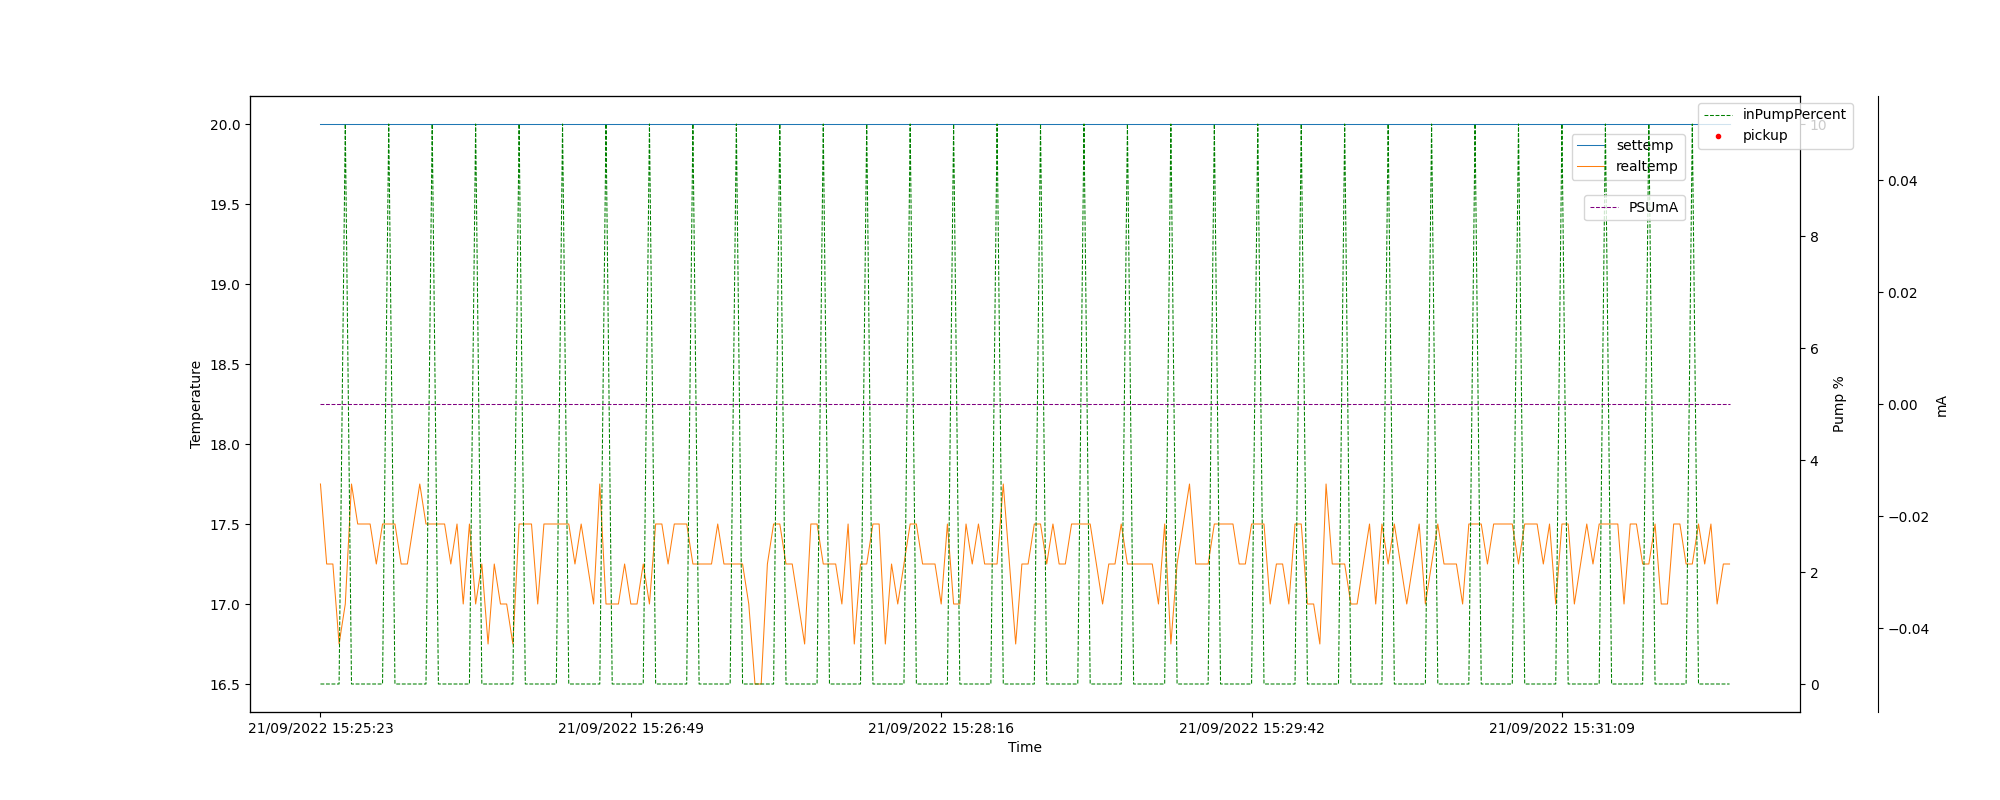 inPumpPercent
pickup
settemp
realtemp
PSUmA
Temperature
20.0
19.5
19.0
18.5
18.0
17.5
17.0
16.5
10
8
6
4
2
0
Pump %
0.04
0.02
0.00
−0.02
−0.04
mA
21/09/2022 15:25:23
21/09/2022 15:26:49
21/09/2022 15:28:16
21/09/2022 15:29:42
21/09/2022 15:31:09
Time